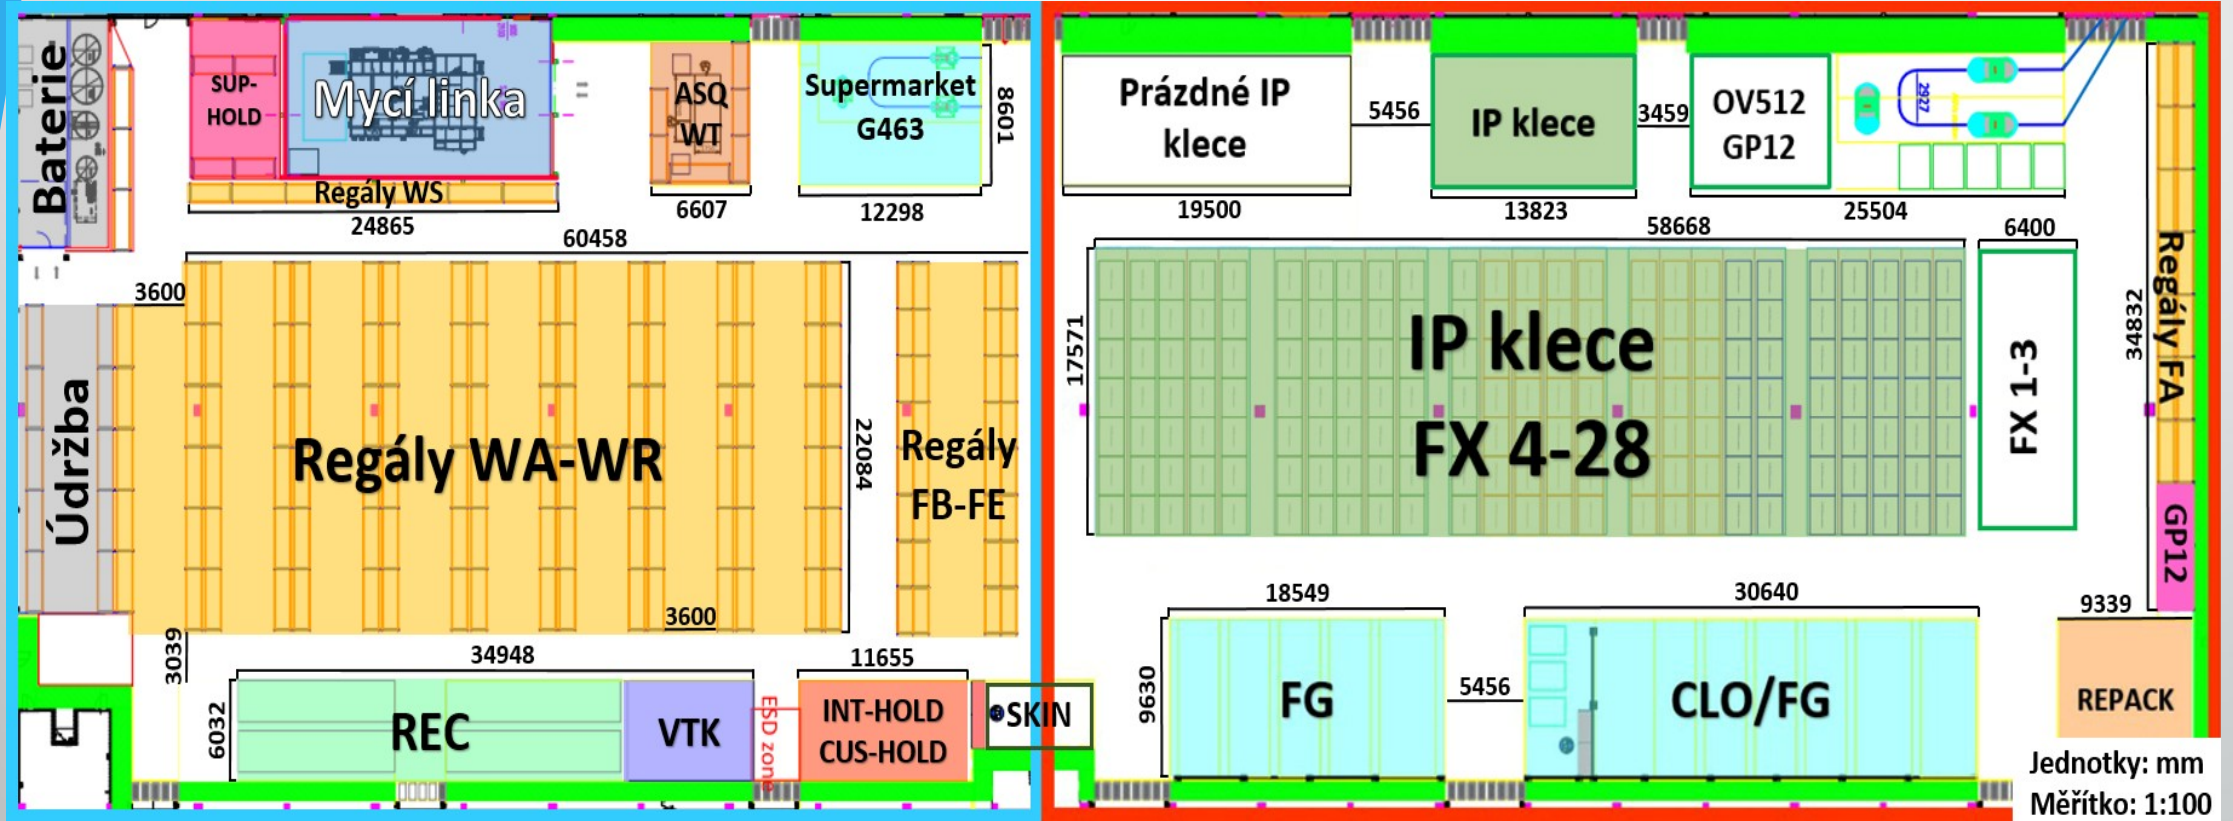 Baterie
SUP-
HOLD
Mycí linka
Regály WS
24865
ASQ
WT
6607
Supermarket
G463
8601
12298
60458
3600
Údržba
Regály WA-WR
22084
Regály
FB-FE
3600
3039
34948
6032
REC
VTK
ESD zone
11655
INT-HOLD
CUS-HOLD
SKIN
Prázdné IP
klece
19500
5456
IP klece
13823
3459
OV512
GP12
2927
25504
58668
6400
17571
IP klece
FX 4-28
FX 1-3
34832
Regály FA
GP12
18549
9630
FG
5456
30640
CLO/FG
9339
REPACK
Jednotky: mm
Měřítko: 1:100